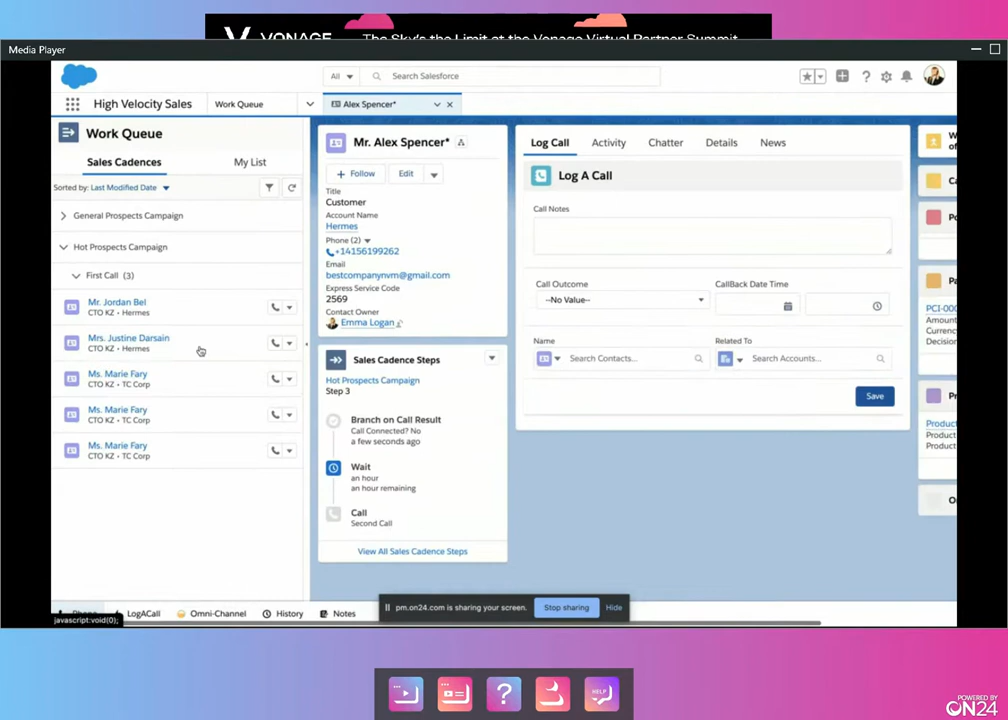 VONAGE The Sky's the Limit at the Vonage Virtual Partner Summit
Media Player
All
Search Salesforce
High Velocity Sales
Work Queue
Alex Spencer*
Work Queue
Sales Cadences
My List
Sorted by: Last Modified Date
General Prospects Campaign
Hot Prospects Campaign
First Call (3)
Mr. Jordan Bel
CTO KZ • Hermes
Mrs. Justine Darsain
CTO KZ • Hermes
Ms. Marie Fary
CTO KZ • TC Corp
Ms. Marie Fary
CTO KZ • TC Corp
Ms. Marie Fary
CTO KZ • TC Corp
Mr. Alex Spencer*
+ Follow
Edit
Title
Customer
Account Name
Hermes
Phone (2)
+14156199262
Email
bestcompanynvm@gmail.com
Express Service Code
2569
Contact Owner
Emma Logan
Sales Cadence Steps
Hot Prospects Campaign
Step 3
Branch on Call Result
Call Connected? No
a few seconds ago
Wait
an hour
an hour remaining
Call
Second Call
View All Sales Cadence Steps
Log Call
Activity
Chatter
Details
News
Log A Call
Call Notes
Call Outcome
--No Value--
CallBack Date Time
Name
Search Contacts...
Related To
Search Accounts...
Save
W
of
Ca
Po
Pa
PCI-000
Amount
Currenc
Decision
Pr
Product
Product
Product
O
Phone
LogACall
Omni-Channel
History
Notes
javascript:void(0);
pm.on24.com is sharing your screen.
Stop sharing
Hide
HELP
POWERED BY
ON24